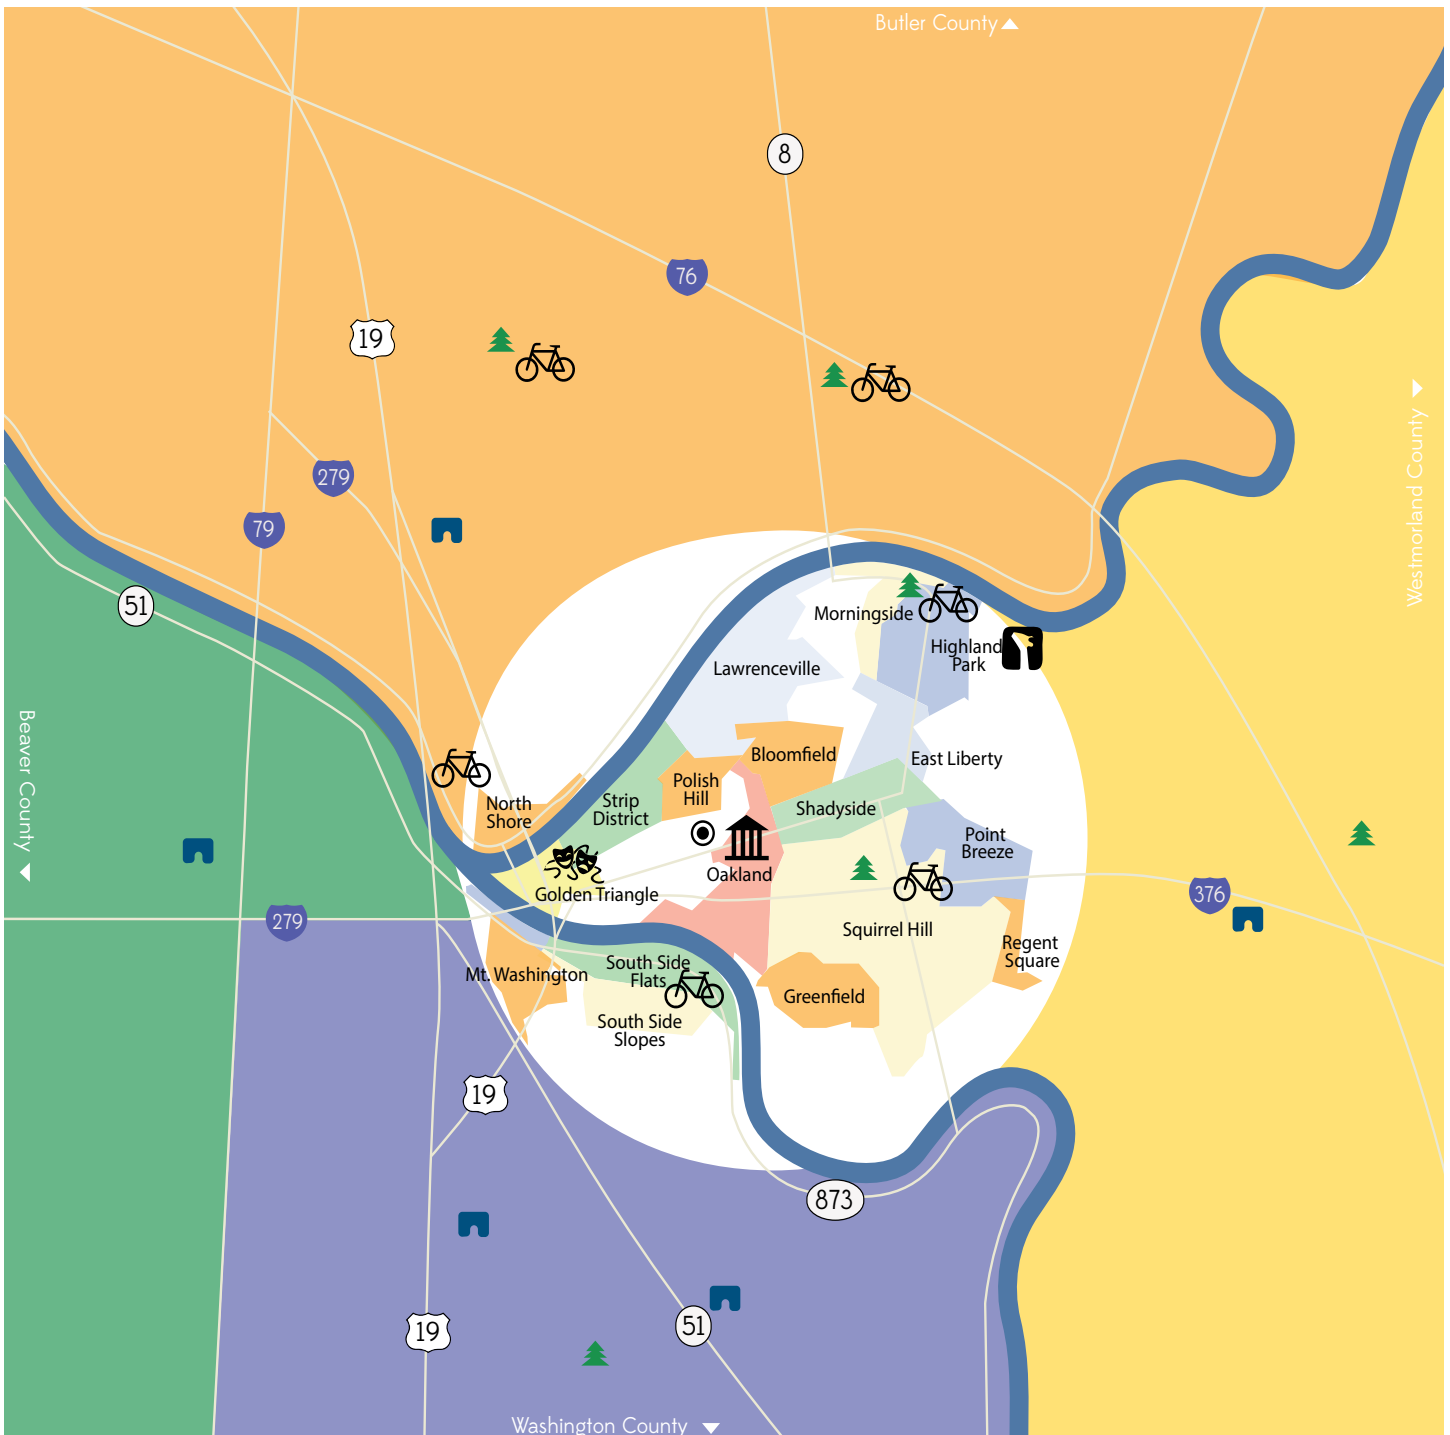 Butler County
8
76
19
279
79
51
Westmorland County
Morningside
Highland
Park
Lawrenceville
Bloomfield
East Liberty
Polish
Hill
Strip
District
North
Shore
Shadyside
Point
Breeze
Oakland
Golden Triangle
Beaver County
376
279
Squirrel Hill
Regent
Square
Mt. Washington
South Side
Flats
Greenfield
South Side
Slopes
19
873
51
19
Washington County